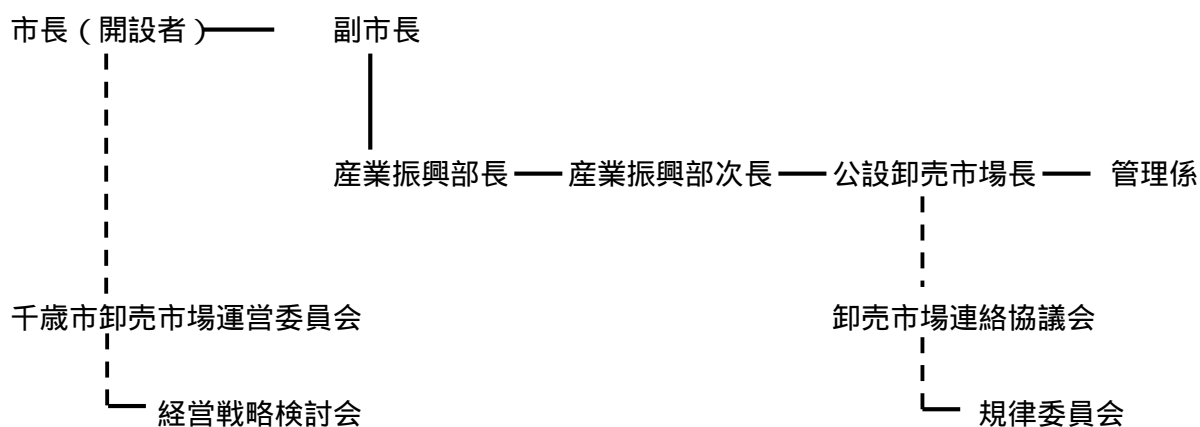 市長（開設者） 副市長
産業振興部長 産業振興部次長 公設卸売市場長 管理係
千歳市卸売市場運営委員会 卸売市場連絡協議会
経営戦略検討会 規律委員会